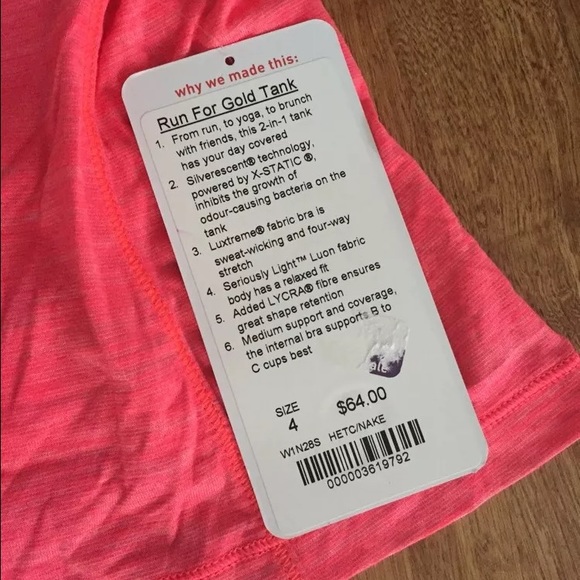 why we made this:
Run For Gold Tank
1. From run, to yoga, to brunch
with friends, this 2-in-1 tank
has your day covered
2. Silverescent® technology,
powered by X-STATIC ®,
inhibits the growth of
odour-causing bacteria on the
tank
3. Luxtreme® fabric bra is
sweat-wicking and four-way
stretch
4. Seriously Light™ Luon fabric
body has a relaxed fit
5. Added LYCRA® fibre ensures
great shape retention
6. Medium support and coverage,
the internal bra supports B to
C cups best
SIZE
4
$64.00
W1N28S HETC/NAKE
000003619792